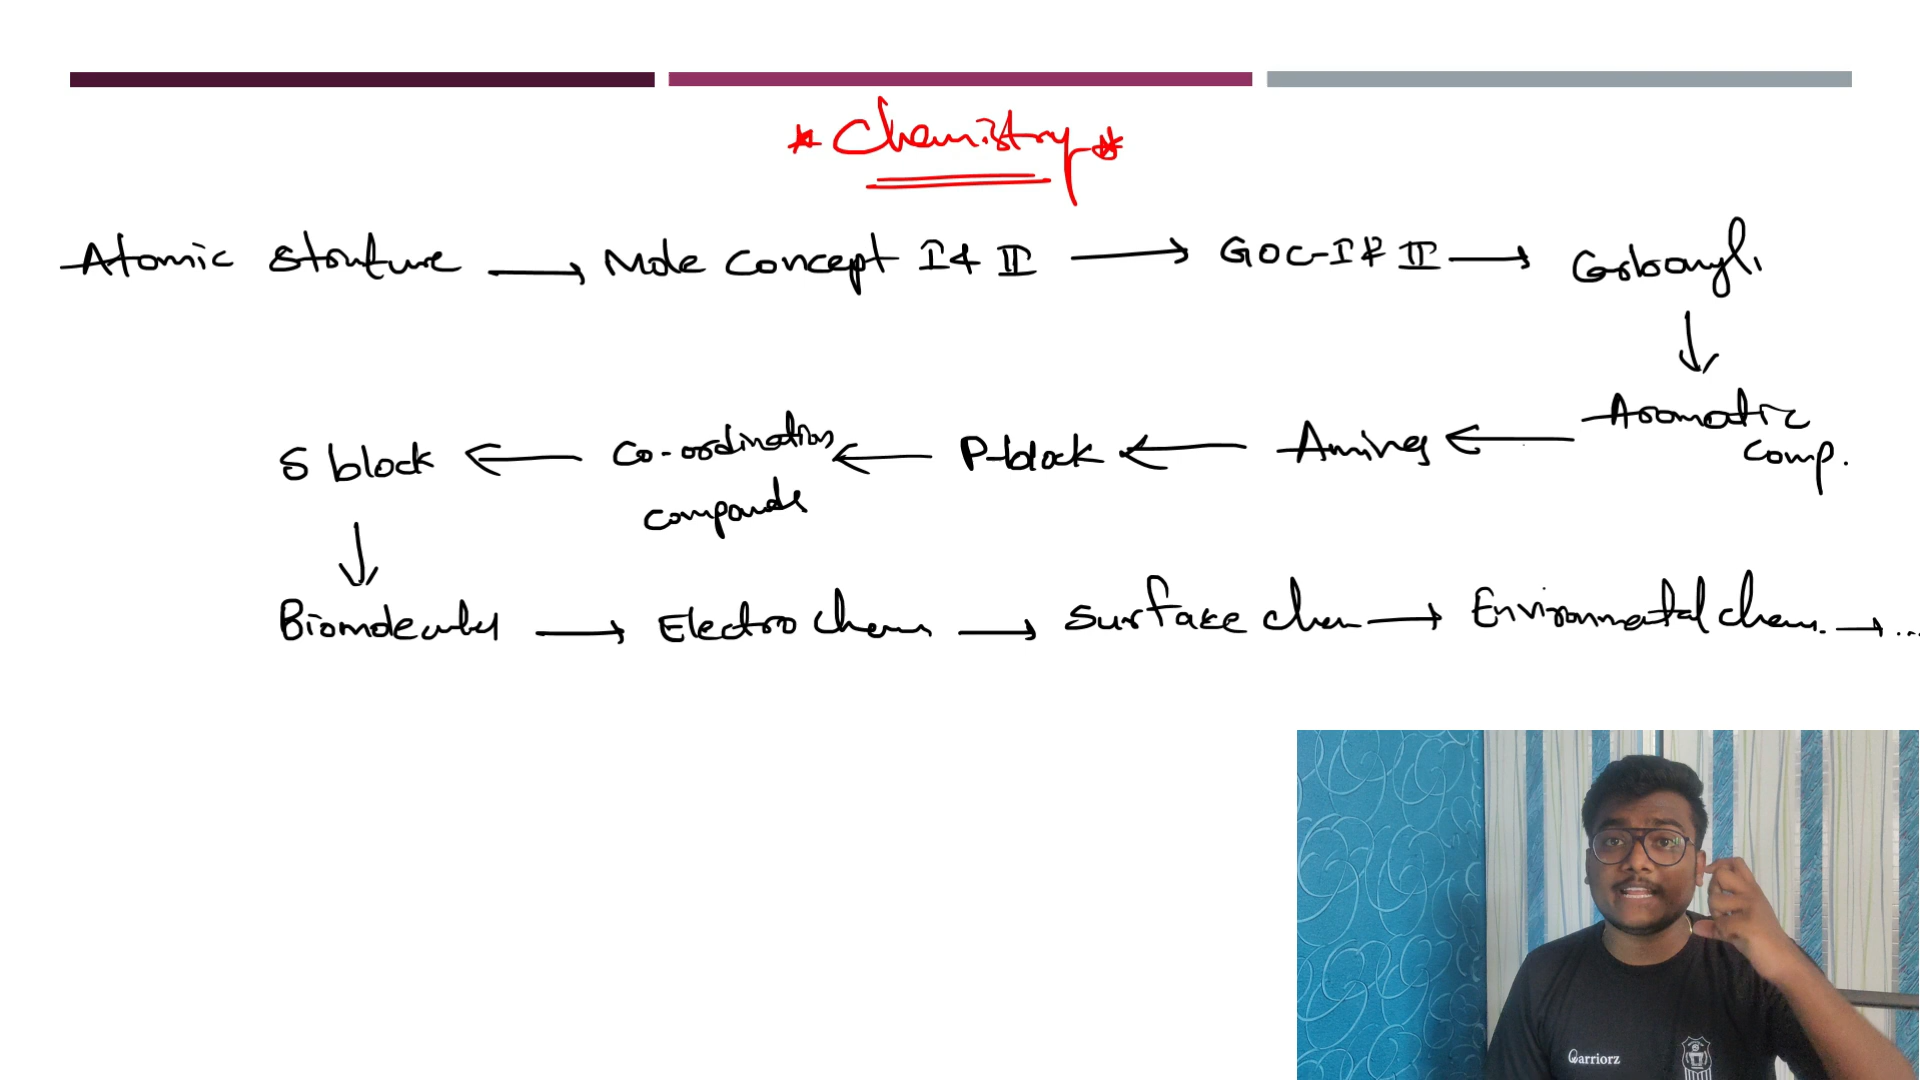 * Chemistry *
Atomic structure → Mole Concept I & II → GOC-I & II → Carbonyl
Aromatic
S block ← Co-ordination ← P-block ← Amines ← comp.
compounds
Biomolecules → Electro chem → Surface chem → Environmental chem. → ...
Qarriorz